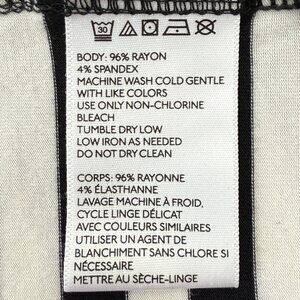 30
BODY: 96% RAYON
4% SPANDEX
MACHINE WASH COLD GENTLE
WITH LIKE COLORS
USE ONLY NON-CHLORINE
BLEACH
TUMBLE DRY LOW
LOW IRON AS NEEDED
DO NOT DRY CLEAN
CORPS: 96% RAYONNE
4% ÉLASTHANNE
LAVAGE MACHINE À FROID,
CYCLE LINGE DÉLICAT
AVEC COULEURS SIMILAIRES
UTILISER UN AGENT DE
BLANCHIMENT SANS CHLORE SI
NÉCESSAIRE
METTRE AU SÈCHE-LINGE